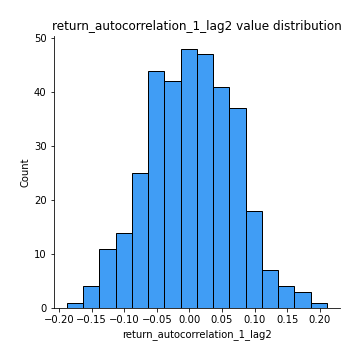 return_autocorrelation_1_lag2 value distribution
50
40
30
20
10
0
Count
−0.20 −0.15 −0.10 −0.05 0.00 0.05 0.10 0.15 0.20
return_autocorrelation_1_lag2